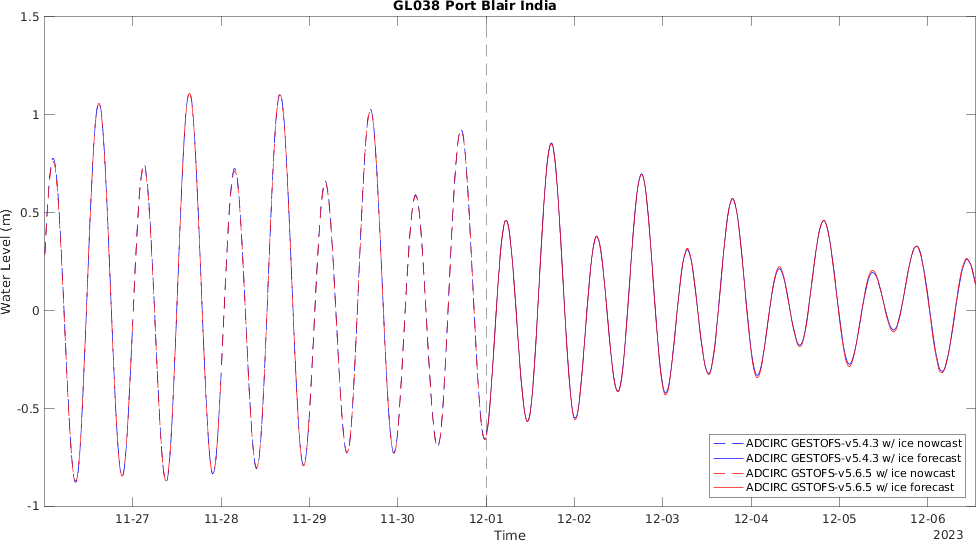 GL038 Port Blair India
1.5
1
0.5
0
-0.5
-1
Water Level (m)
11-27
11-28
11-29
11-30
12-01
12-02
12-03
12-04
12-05
12-06
Time
2023
ADCIRC GESTOFS-v5.4.3 w/ ice nowcast
ADCIRC GESTOFS-v5.4.3 w/ ice forecast
ADCIRC GSTOFS-v5.6.5 w/ ice nowcast
ADCIRC GSTOFS-v5.6.5 w/ ice forecast